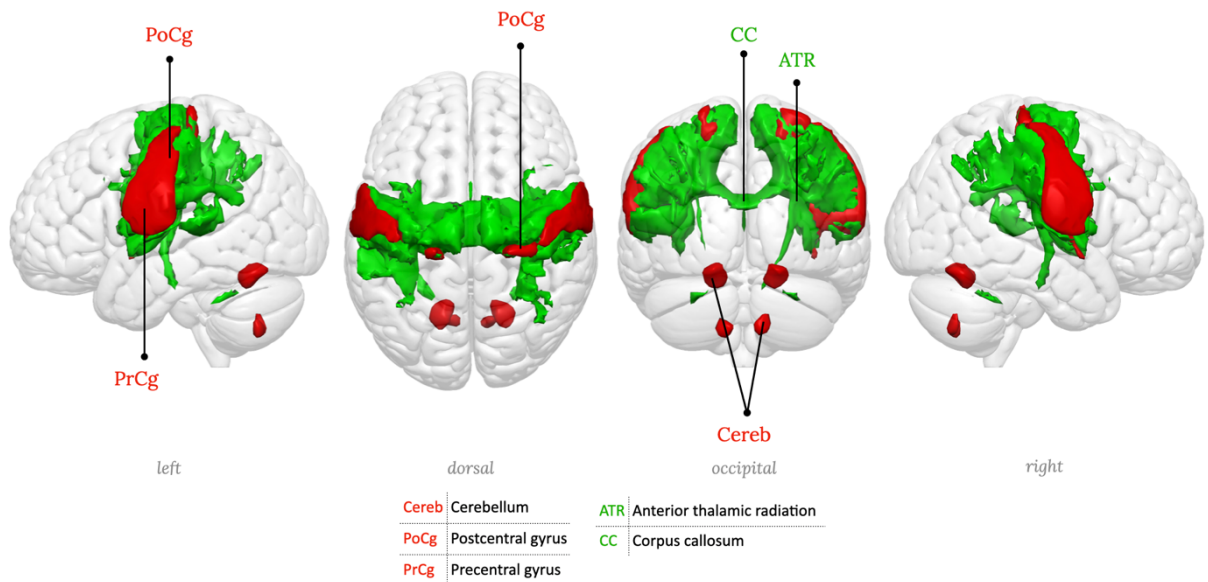 PoCg
PoCg
CC
ATR
PrCg
Cereb
left
dorsal
occipital
right
Cereb Cerebellum
PoCg Postcentral gyrus
PrCg Precentral gyrus
ATR Anterior thalamic radiation
CC Corpus callosum